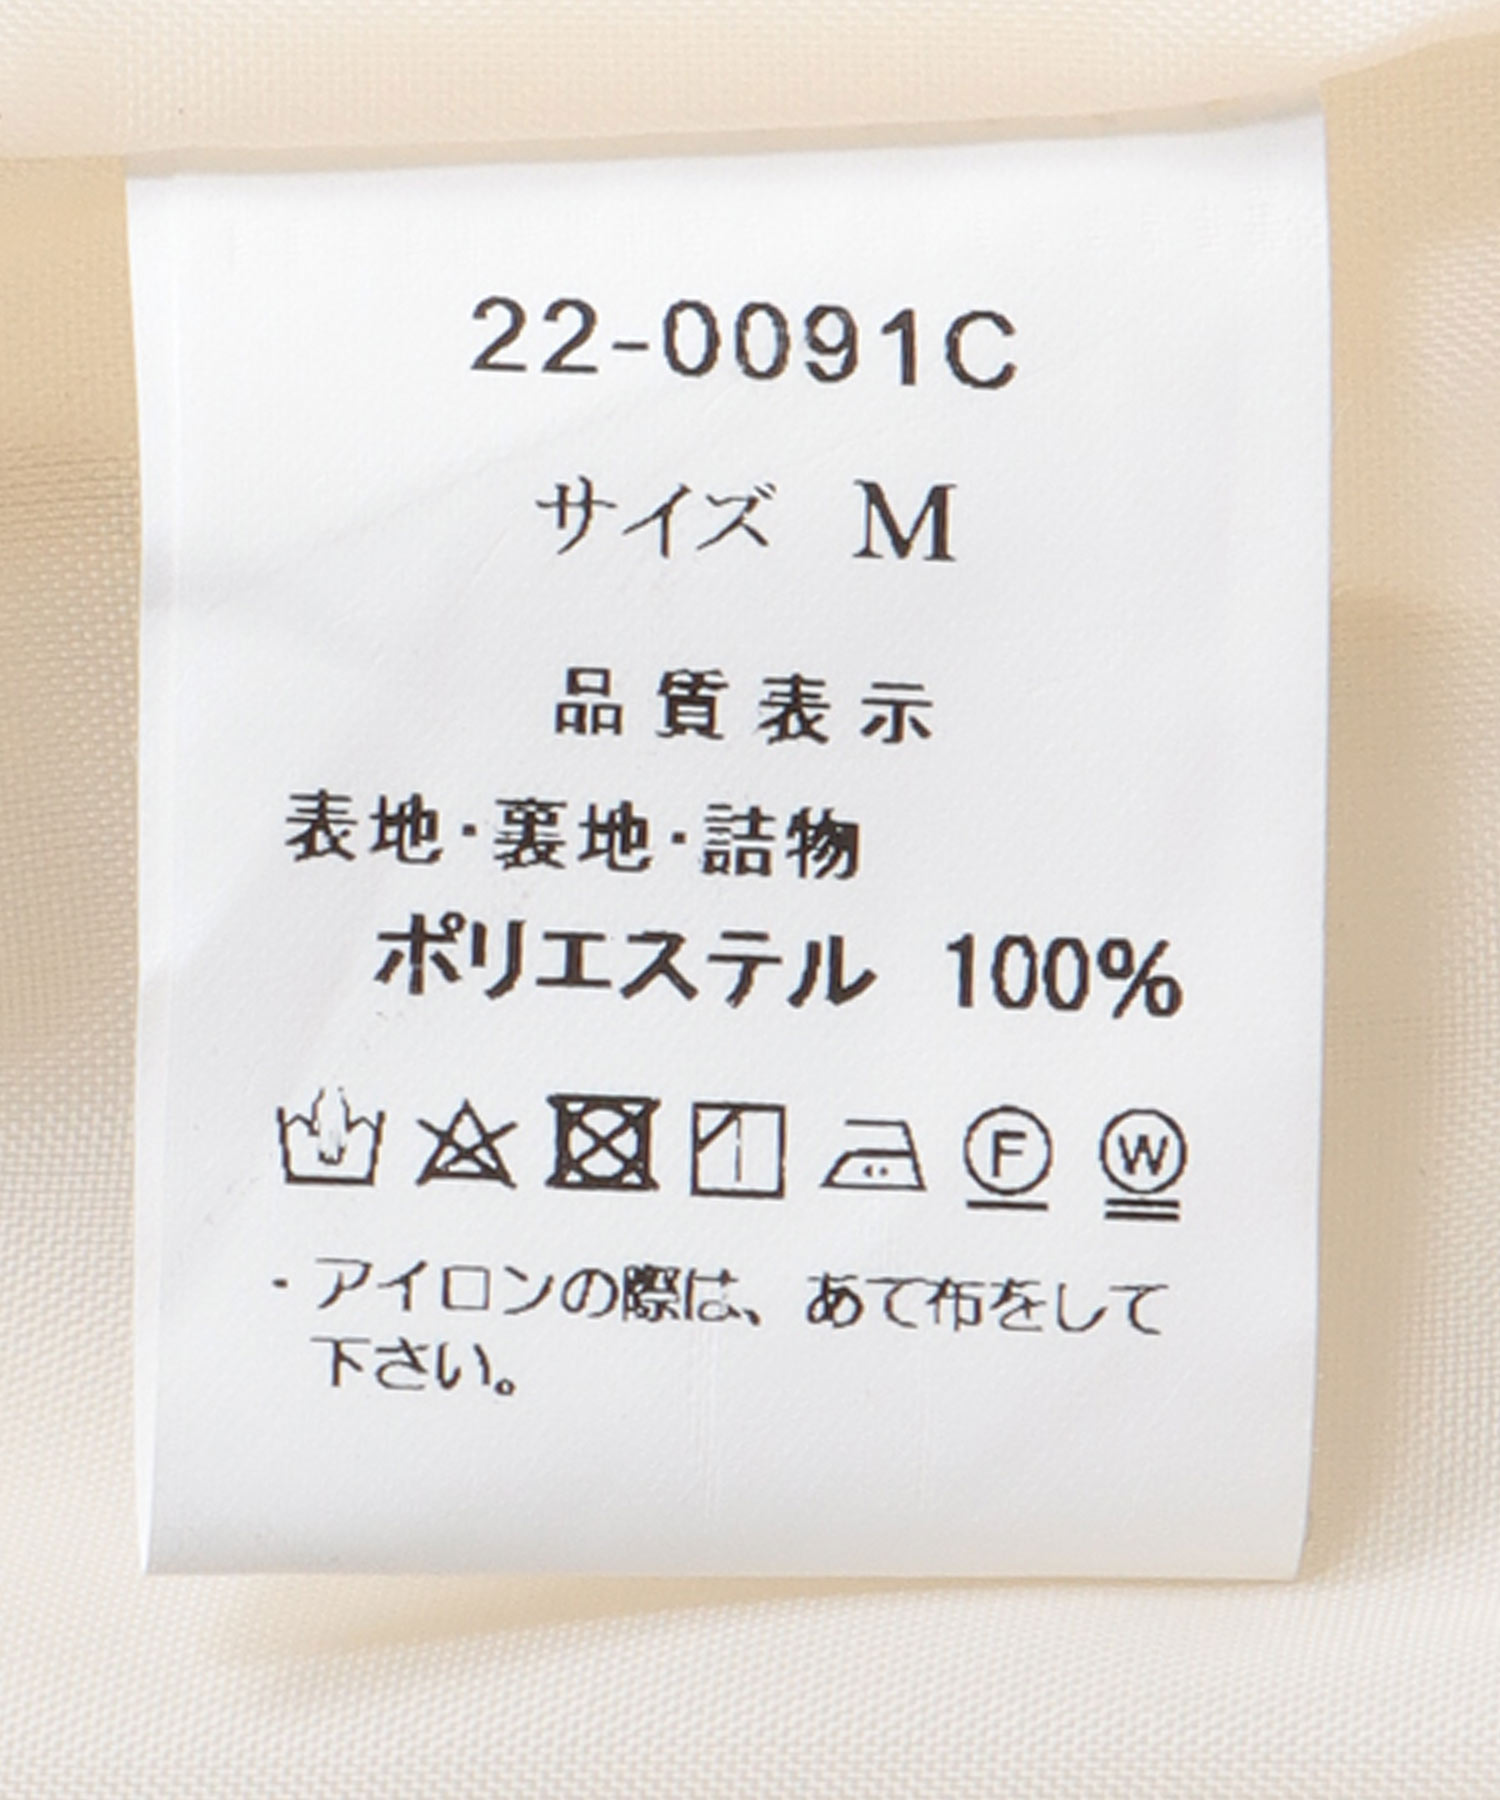 22-0091C
サイズ M
品質表示
表地・裏地・詰物
ポリエステル 100%
F W
・アイロンの際は、あて布をして
下さい。